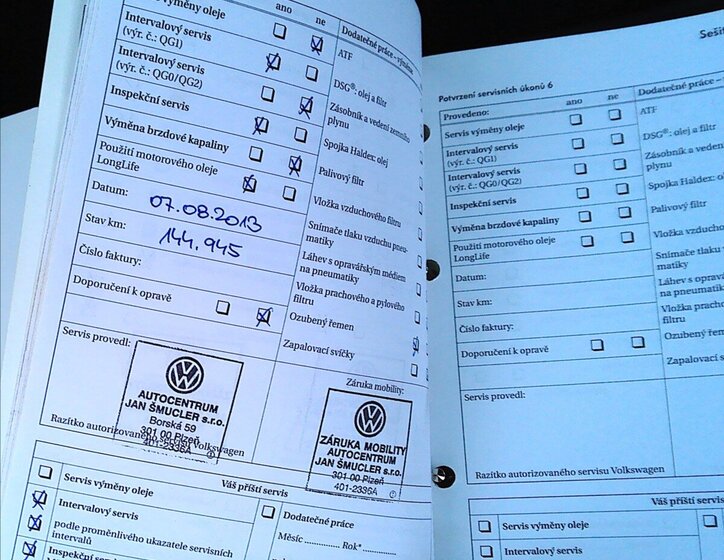 výměny oleje
ano ne
Dodatečné práce – výměna
Intervalový servis
(výr. č.: QG1)
ATF
Intervalový servis
(výr. č.: QG0/QG2)
DSG®: olej a filtr
Inspekční servis
Zásobník a vedení zemního
plynu
Výměna brzdové kapaliny
Spojka Haldex: olej
Použití motorového oleje
LongLife
Palivový filtr
Datum: 07.08.2013
Vložka vzduchového filtru
Stav km: 144.945
Snímače tlaku vzduchu pneu-
matiky
Číslo faktury:
Láhev s opravářským médiem
na pneumatiky
Doporučení k opravě
Vložka prachového a pylového
filtru
Ozubený řemen
Zapalovací svíčky
Servis provedl:
Záruka mobility:
AUTOCENTRUM
JAN ŠMUCLER s.r.o.
Borská 59
301 00 Plzeň
401-2336A
ZÁRUKA MOBILITY
AUTOCENTRUM
JAN ŠMUCLER s.r.o.
301 00 Plzeň
401-2336A
Razítko autorizovaného servisu Volkswagen
Váš příští servis
Servis výměny oleje
Dodatečné práce
Intervalový servis
Měsíc Rok*
podle proměnlivého ukazatele servisních
intervalů
Inspekční servis
Sešit
Potvrzení servisních úkonů 6
Provedeno: ano ne
Dodatečné práce –
Servis výměny oleje
ATF
Intervalový servis
(výr. č.: QG1)
DSG®: olej a filtr
Intervalový servis
(výr. č.: QG0/QG2)
Zásobník a vedení
plynu
Inspekční servis
Spojka Haldex: olej
Výměna brzdové kapaliny
Palivový filtr
Použití motorového oleje
LongLife
Vložka vzduchové
Datum:
Snímače tlaku vzduchu
matiky
Stav km:
Láhev s opravářským
na pneumatiky
Číslo faktury:
Vložka prachového a
filtru
Doporučení k opravě
Ozubený řemen
Zapalovací
Servis provedl:
Razítko autorizovaného servisu Volkswagen
Váš příští servis
Servis výměny oleje
Dodatečné
Intervalový servis